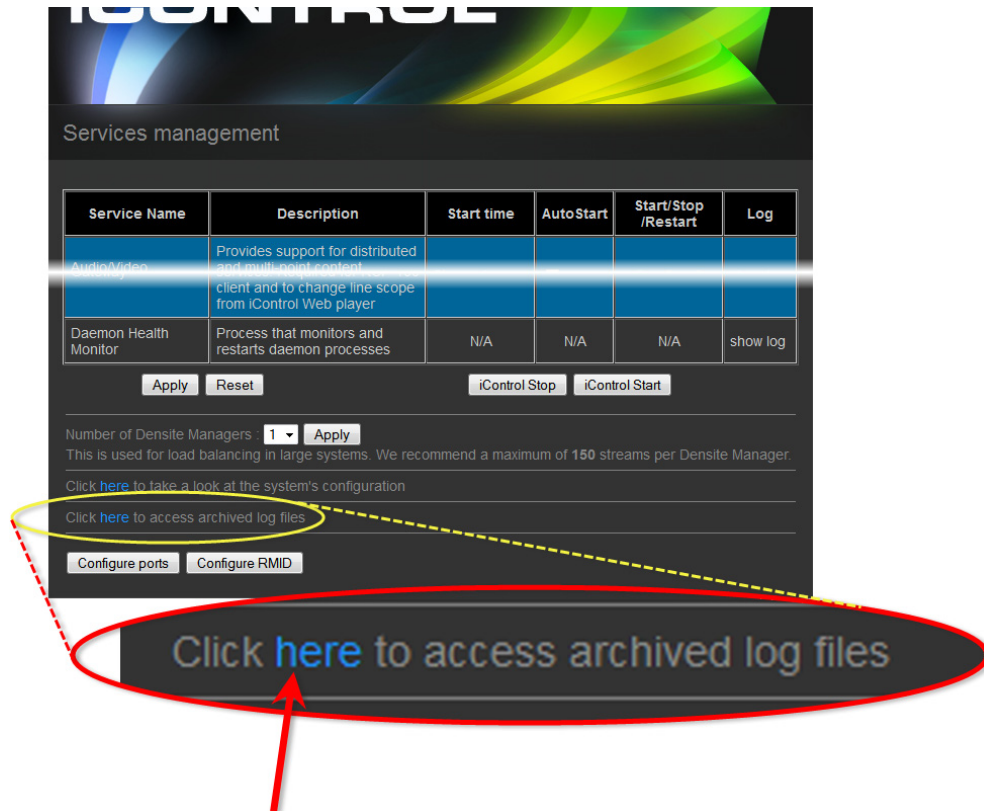 iCONTROL
Services management
Service Name
Description
Start time
AutoStart
Start/Stop
/Restart
Log
Audio/Video
Provides support for distributed
and multi-point content
client and to change line scope
from iControl Web player
Daemon Health
Monitor
Process that monitors and
restarts daemon processes
N/A
N/A
N/A
show log
Apply
Reset
iControl Stop
iControl Start
Number of Densite Managers : 1
Apply
This is used for load balancing in large systems. We recommend a maximum of 150 streams per Densite Manager.
Click here to take a look at the system's configuration
Click here to access archived log files
Configure ports
Configure RMID
Click here to access archived log files